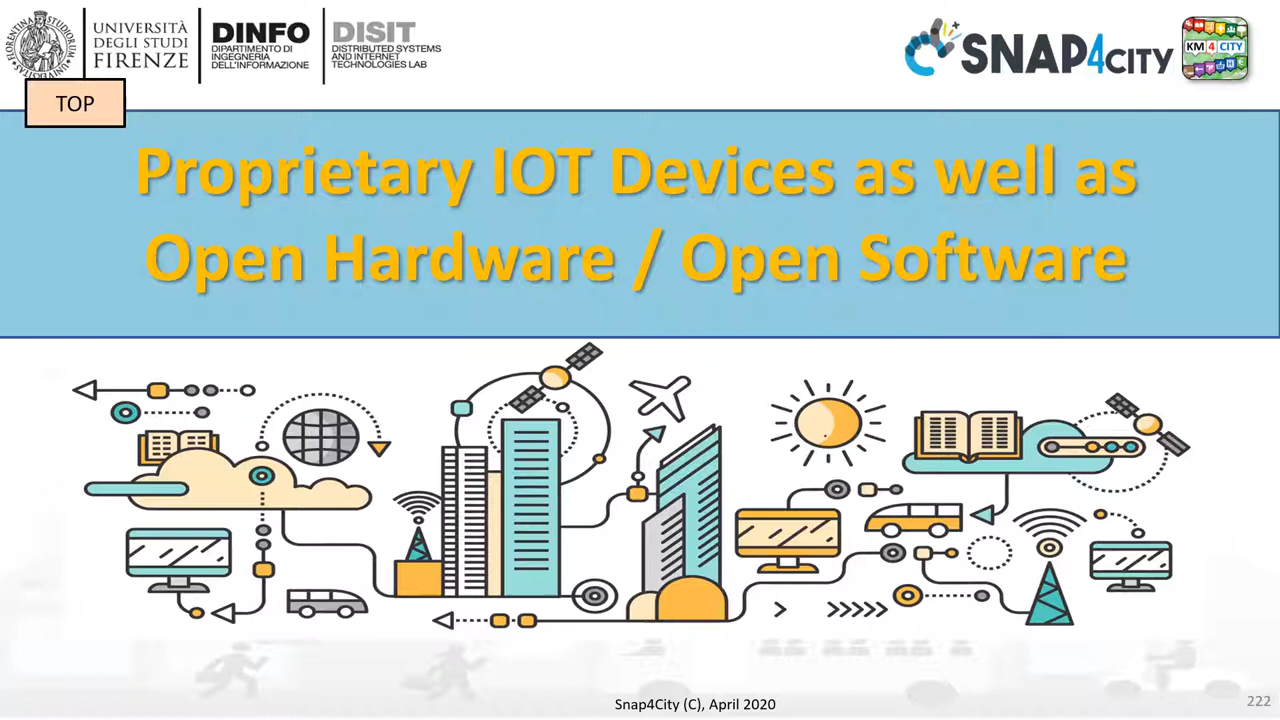 UNIVERSITÀ
DEGLI STUDI
FIRENZE
DINFO
DIPARTIMENTO DI
INGEGNERIA
DELL'INFORMAZIONE
DISIT
DISTRIBUTED SYSTEMS
AND INTERNET
TECHNOLOGIES LAB
SNAP4CITY
KM 4 CITY
TOP
Proprietary IOT Devices as well as
Open Hardware / Open Software
Snap4City (C), April 2020
222